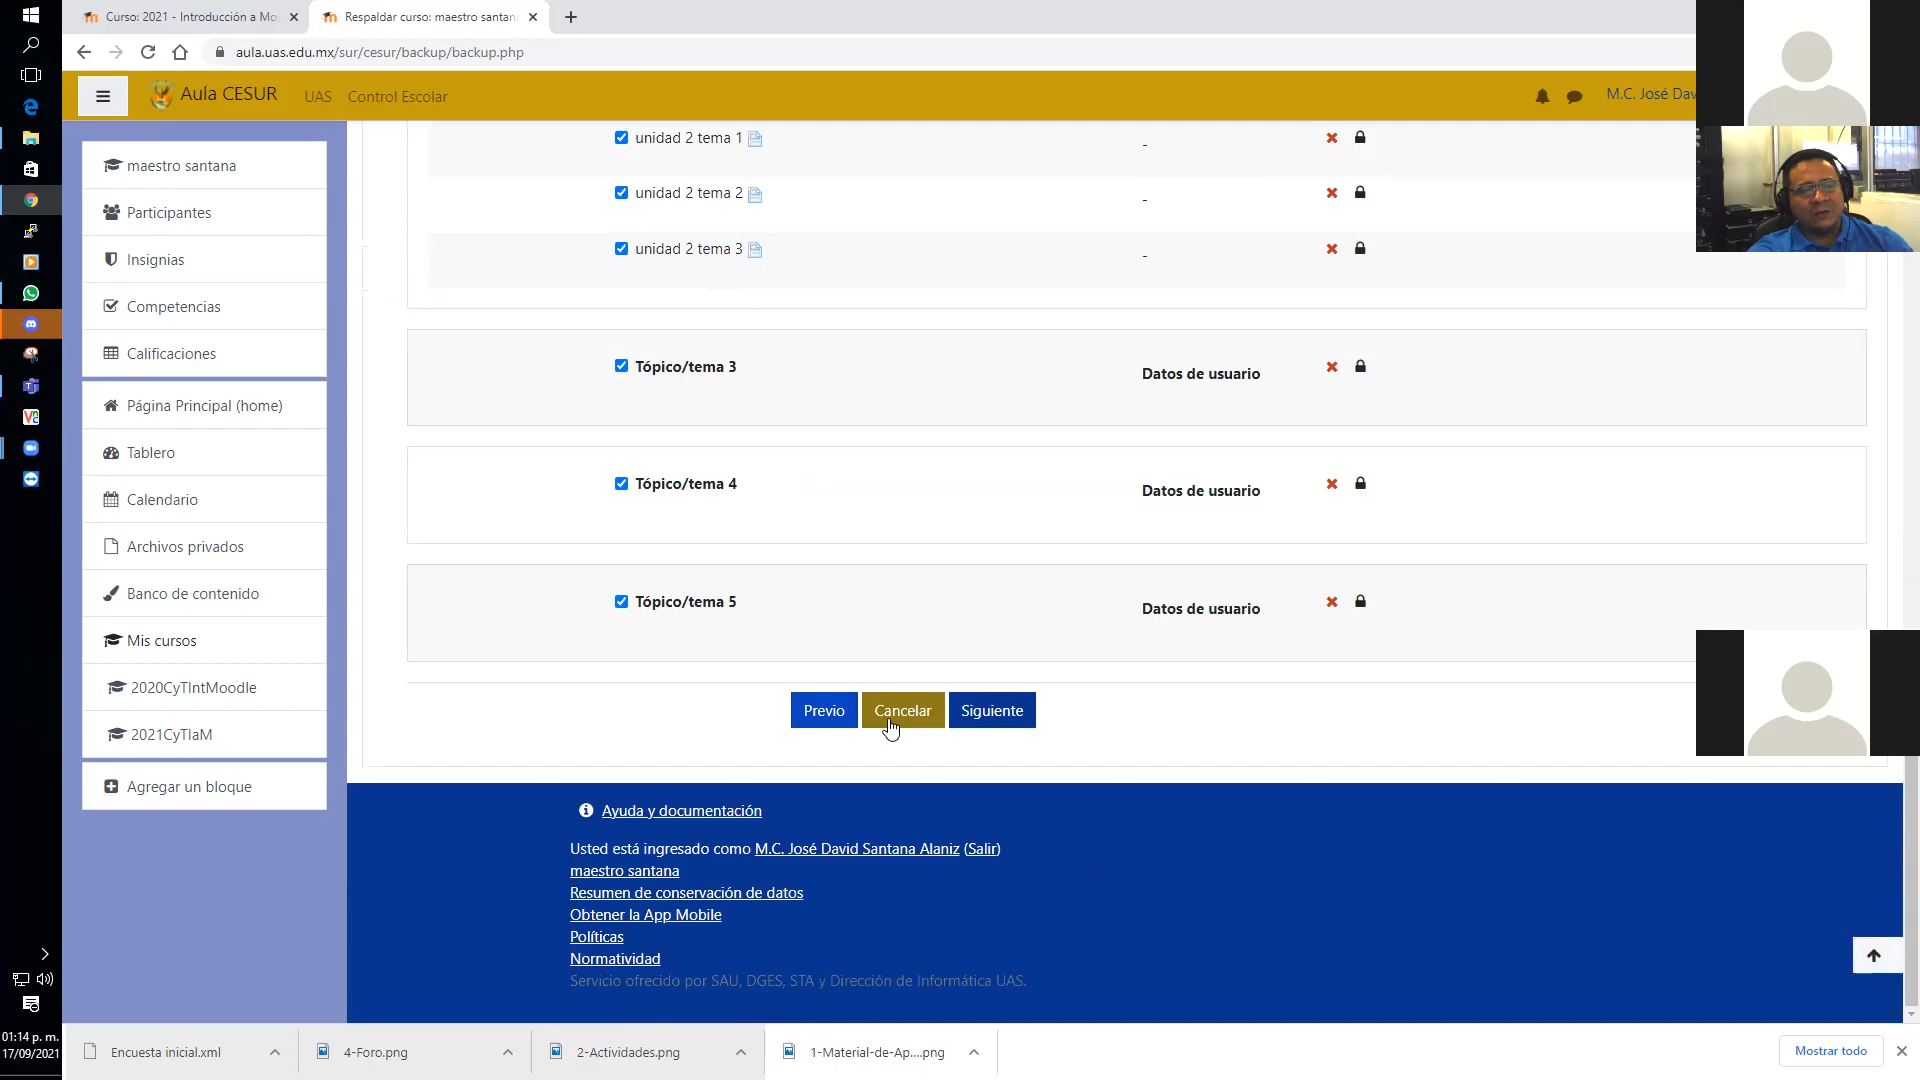 Curso: 2021 - Introducción a Mo
Respaldar curso: maestro santan
aula.uas.edu.mx/sur/cesur/backup/backup.php
Aula CESUR
UAS
Control Escolar
M.C. José Dav
maestro santana
Participantes
Insignias
Competencias
Calificaciones
Página Principal (home)
Tablero
Calendario
Archivos privados
Banco de contenido
Mis cursos
2020CyTIntMoodle
2021CyTIaM
Agregar un bloque
unidad 2 tema 1
-
unidad 2 tema 2
-
unidad 2 tema 3
-
Tópico/tema 3
Datos de usuario
Tópico/tema 4
Datos de usuario
Tópico/tema 5
Datos de usuario
Previo
Cancelar
Siguiente
Ayuda y documentación
Usted está ingresado como M.C. José David Santana Alaniz (Salir)
maestro santana
Resumen de conservación de datos
Obtener la App Mobile
Políticas
Normatividad
Servicio ofrecido por SAU, DGES, STA y Dirección de Informática UAS.
01:14 p. m.
17/09/2021
Encuesta inicial.xml
4-Foro.png
2-Actividades.png
1-Material-de-Ap....png
Mostrar todo